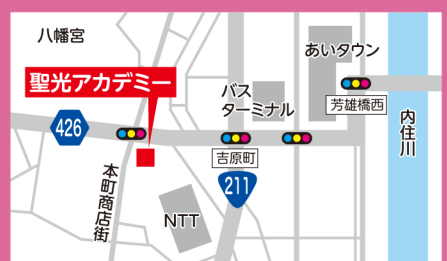 八幡宮
あいタウン
聖光アカデミー
バス
ターミナル
芳雄橋西
内住川
426
吉原町
本町商店街
211
NTT